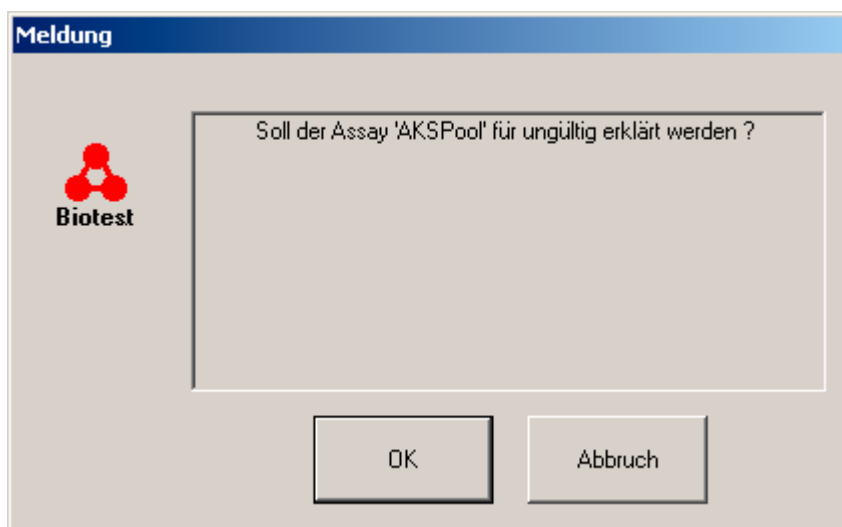 Meldung
Soll der Assay 'AKSPool' für ungültig erklärt werden ?
Biotest
OK
Abbruch